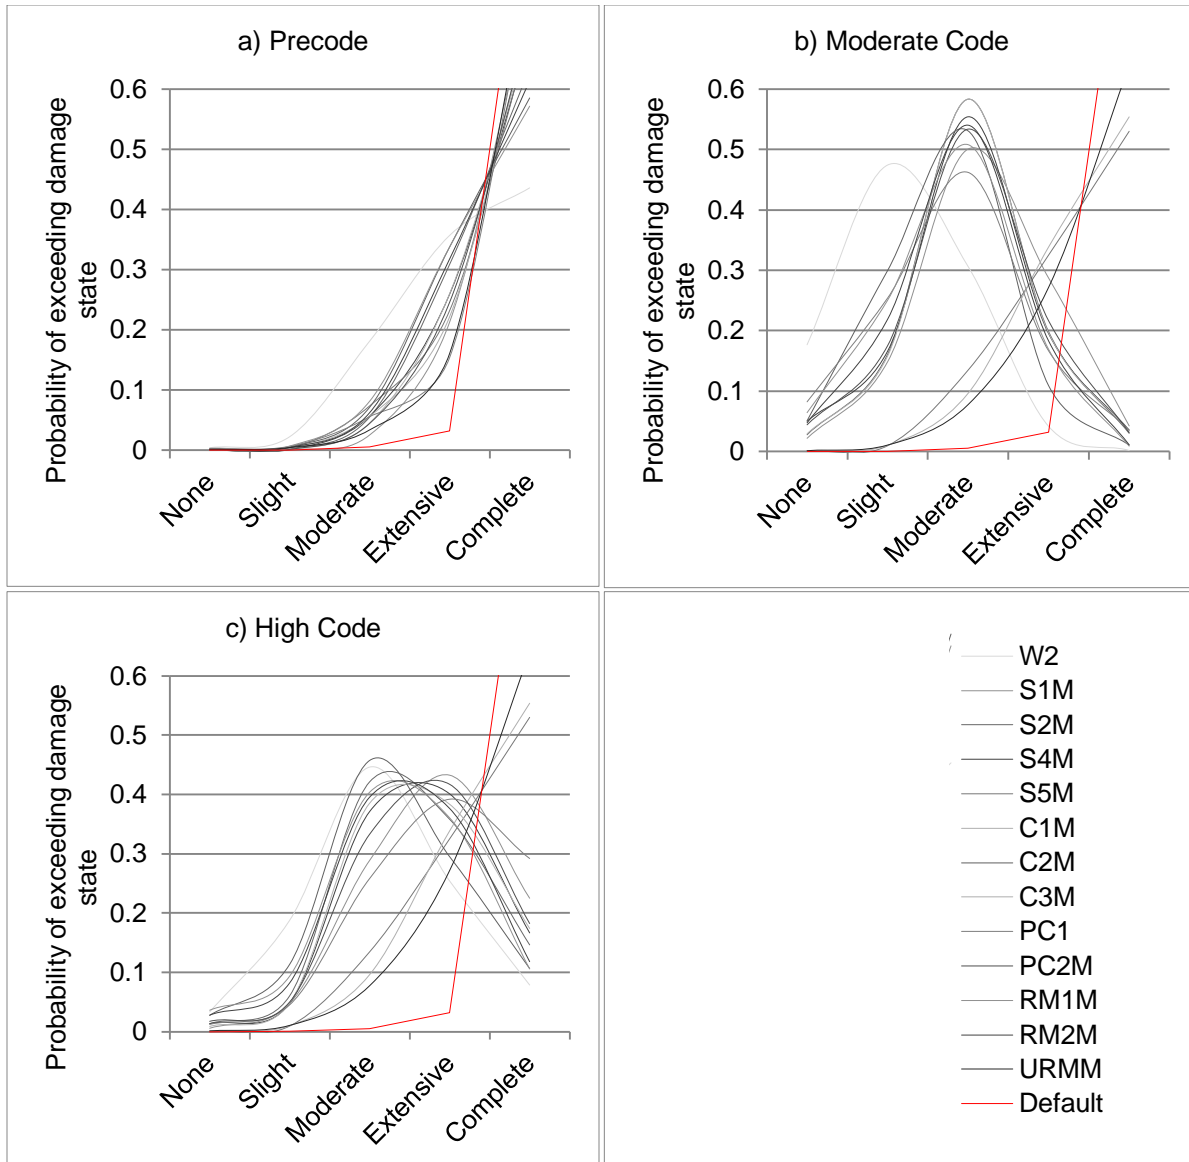 a) Precode
Probability of exceeding damage
state
0.6
0.5
0.4
0.3
0.2
0.1
0
None
Slight
Moderate
Extensive
Complete
b) Moderate Code
Probability of exceeding damage
state
0.6
0.5
0.4
0.3
0.2
0.1
0
None
Slight
Moderate
Extensive
Complete
c) High Code
Probability of exceeding damage
state
0.6
0.5
0.4
0.3
0.2
0.1
0
None
Slight
Moderate
Extensive
Complete
W2
S1M
S2M
S4M
S5M
C1M
C2M
C3M
PC1
PC2M
RM1M
RM2M
URMM
Default